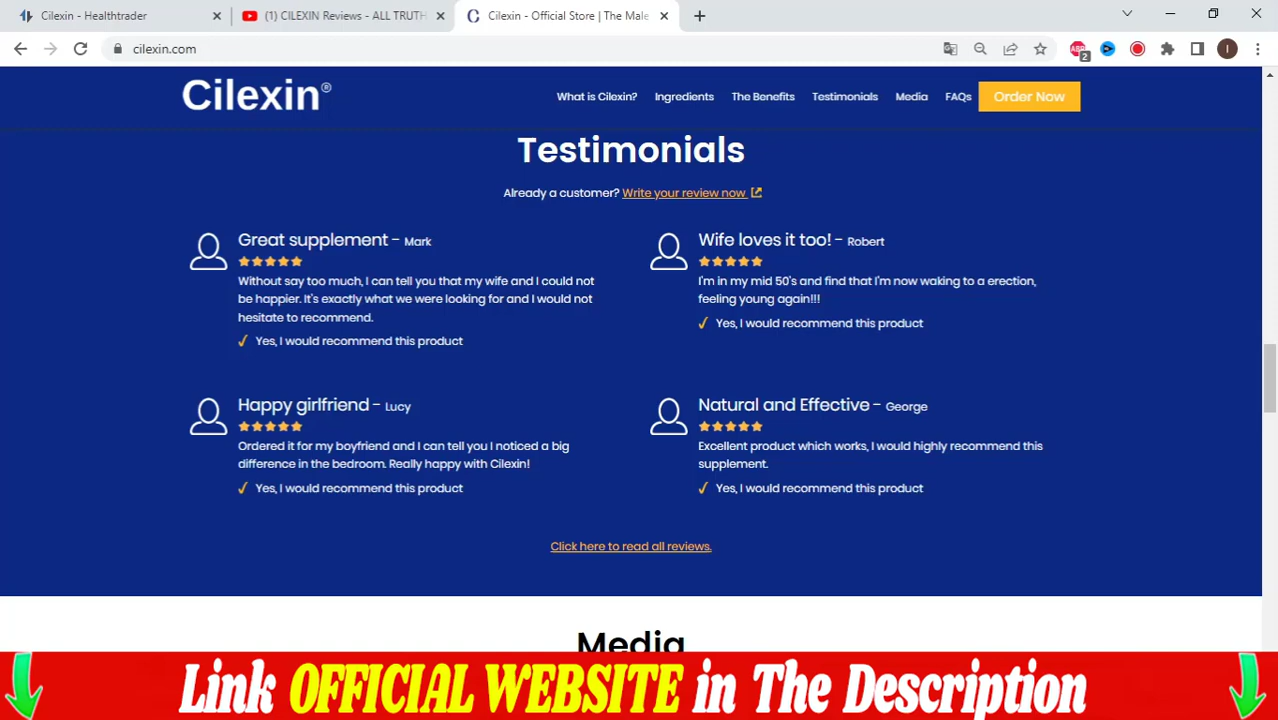 Cilexin - Healthtrader
(1) CILEXIN Reviews - ALL TRUTH
Cilexin - Official Store | The Male
cilexin.com
ABP
2
I
Cilexin®
What is Cilexin?
Ingredients
The Benefits
Testimonials
Media
FAQs
Order Now
Testimonials
Already a customer? Write your review now
Great supplement - Mark
Without say too much, I can tell you that my wife and I could not
be happier. It's exactly what we were looking for and I would not
hesitate to recommend.
Yes, I would recommend this product
Wife loves it too! - Robert
I'm in my mid 50's and find that I'm now waking to a erection,
feeling young again!!!
Yes, I would recommend this product
Happy girlfriend - Lucy
Ordered it for my boyfriend and I can tell you I noticed a big
difference in the bedroom. Really happy with Cilexin!
Yes, I would recommend this product
Natural and Effective - George
Excellent product which works, I would highly recommend this
supplement.
Yes, I would recommend this product
Click here to read all reviews.
Media
Link OFFICIAL WEBSITE in The Description